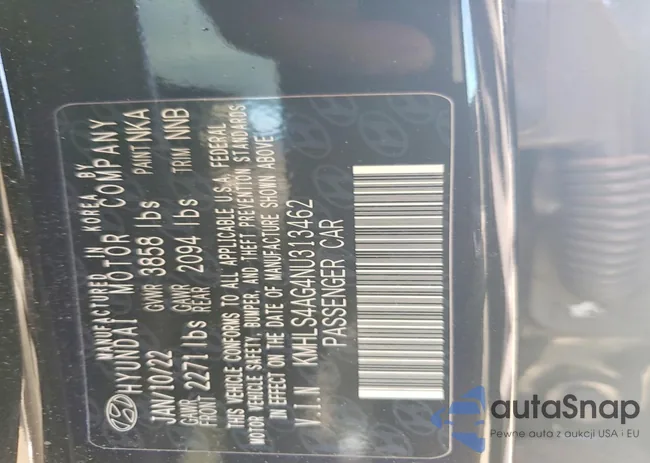 MANUFACTURED IN KOREA BY
HYUNDAI MOTOR COMPANY
JAN/10/22 GVWR 3858 lbs PAINT NKA
GAWR FRONT 2271 lbs GAWR REAR 2094 lbs TRIM NNB
THIS VEHICLE CONFORMS TO ALL APPLICABLE U.S.A. FEDERAL
MOTOR VEHICLE SAFETY, BUMPER, AND THEFT PREVENTION STANDARDS
IN EFFECT ON THE DATE OF MANUFACTURE SHOWN ABOVE
V.I.N KMHLS4AG4NU313462
PASSENGER CAR
autaSnap
Pewne auta z aukcji USA i EU